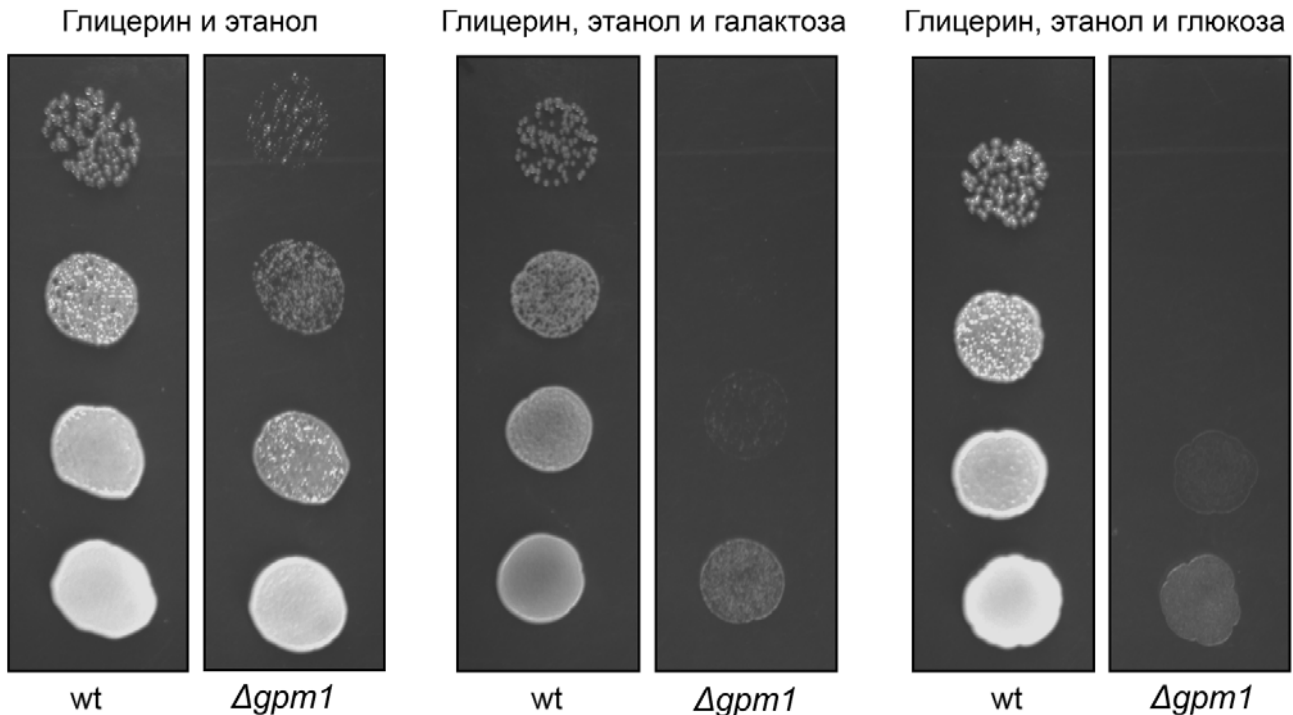 Глицерин и этанол
Глицерин, этанол и галактоза
Глицерин, этанол и глюкоза
wt
Δgpm1
wt
Δgpm1
wt
Δgpm1